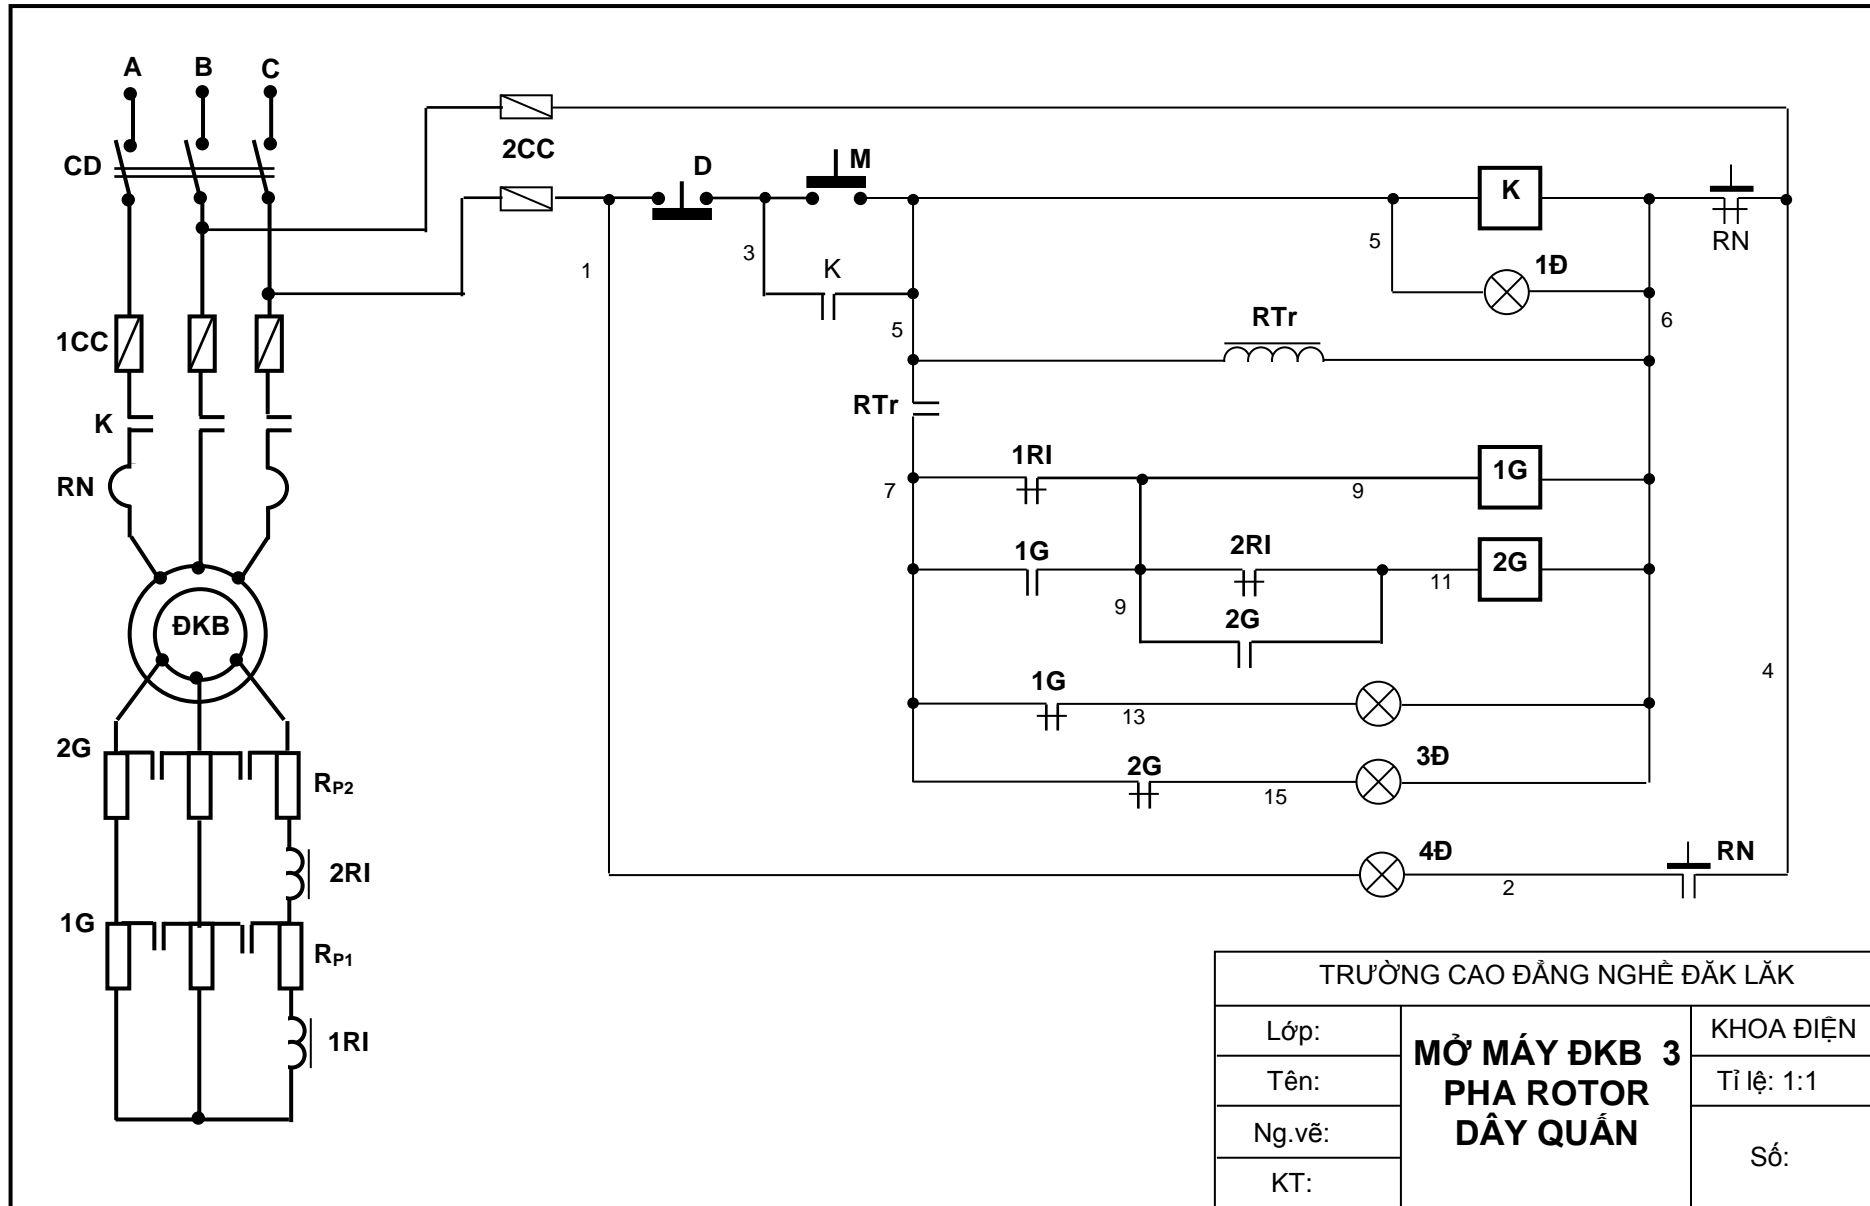 A B C
CD
2CC
D
M
K
RN
1
3
K
5
5
1Đ
6
1CC
RTr
K
RTr
RN
7
1RI
9
1G
1G
2RI
11
2G
9
2G
ĐKB
4
1G
13
2G
15
3Đ
2G
RP2
4Đ
2
RN
2RI
1G
RP1
1RI
TRƯỜNG CAO ĐẲNG NGHỀ ĐĂK LĂK
Lớp:
MỞ MÁY ĐKB 3
PHA ROTOR
DÂY QUẤN
KHOA ĐIỆN
Tên:
Tỉ lệ: 1:1
Ng.vẽ:
Số:
KT: